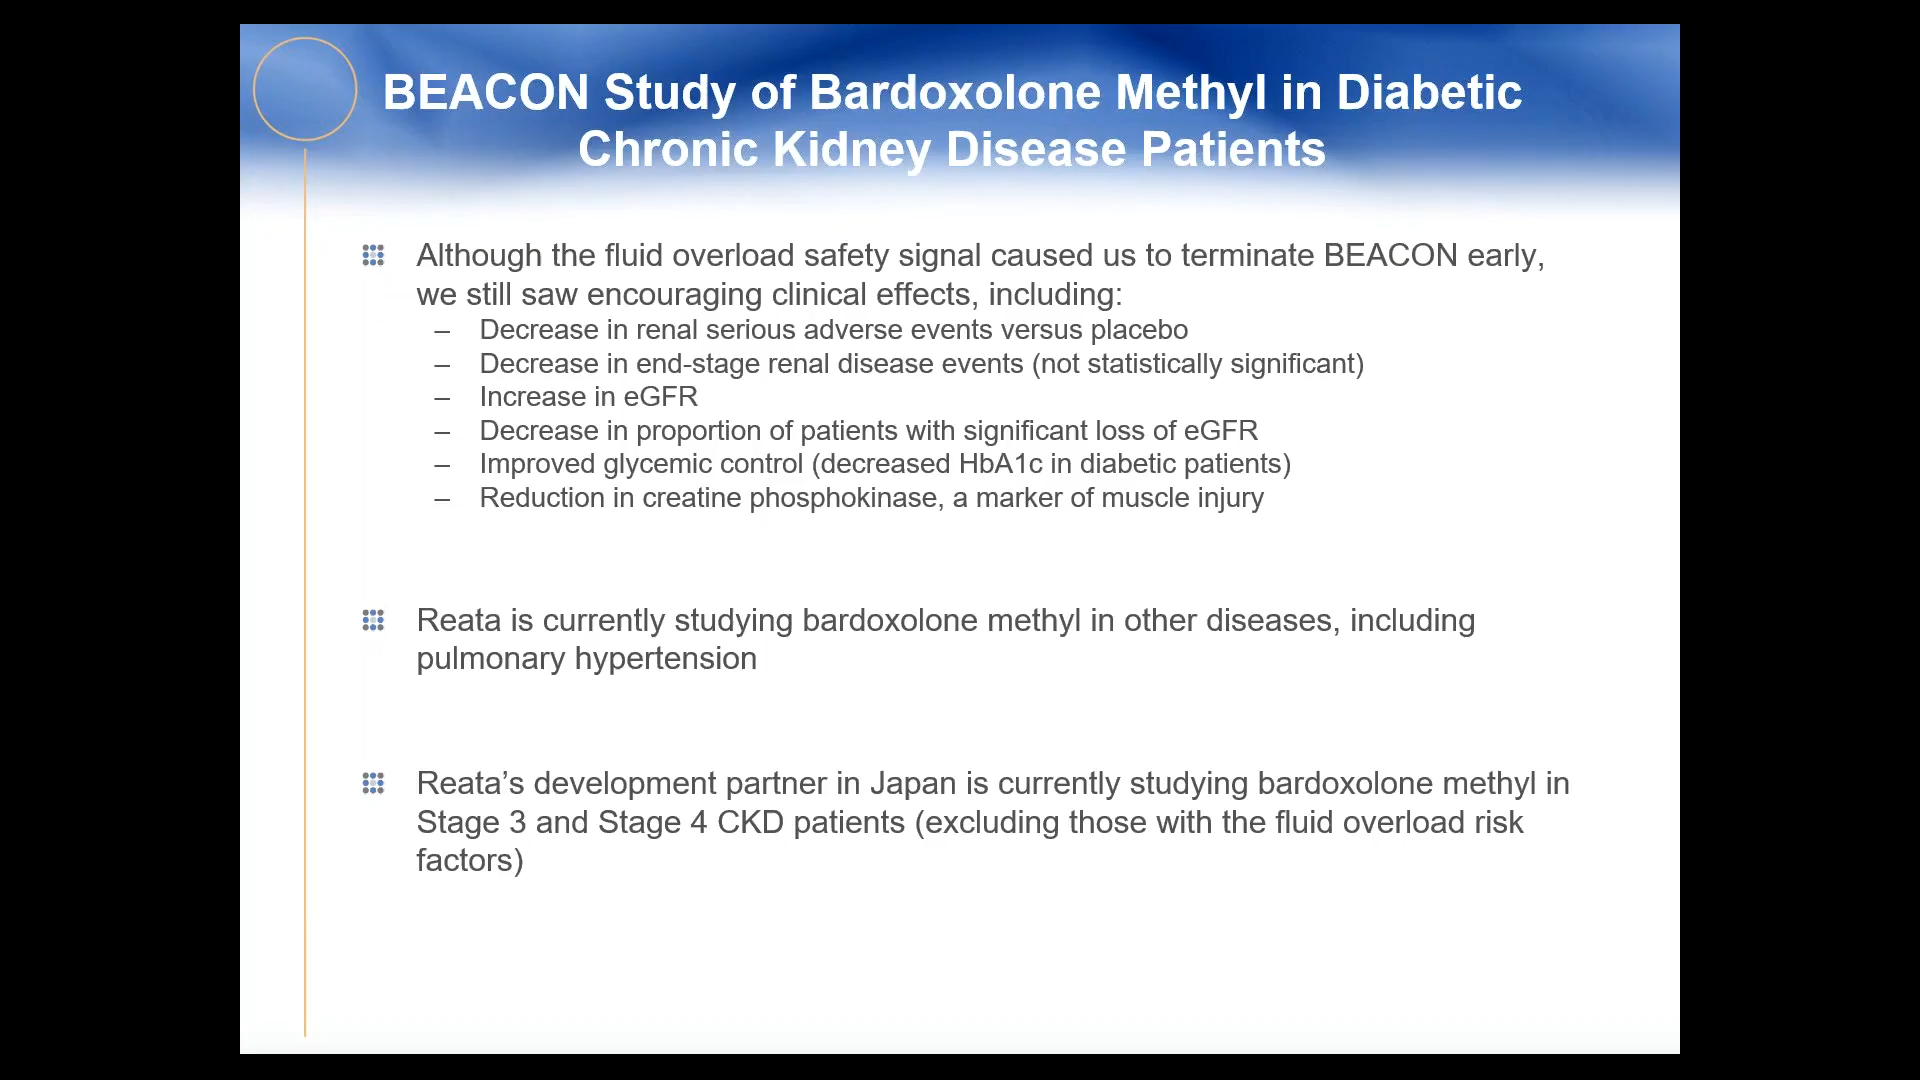 BEACON Study of Bardoxolone Methyl in Diabetic
Chronic Kidney Disease Patients
Although the fluid overload safety signal caused us to terminate BEACON early,
we still saw encouraging clinical effects, including:
– Decrease in renal serious adverse events versus placebo
– Decrease in end-stage renal disease events (not statistically significant)
– Increase in eGFR
– Decrease in proportion of patients with significant loss of eGFR
– Improved glycemic control (decreased HbA1c in diabetic patients)
– Reduction in creatine phosphokinase, a marker of muscle injury
Reata is currently studying bardoxolone methyl in other diseases, including
pulmonary hypertension
Reata’s development partner in Japan is currently studying bardoxolone methyl in
Stage 3 and Stage 4 CKD patients (excluding those with the fluid overload risk
factors)